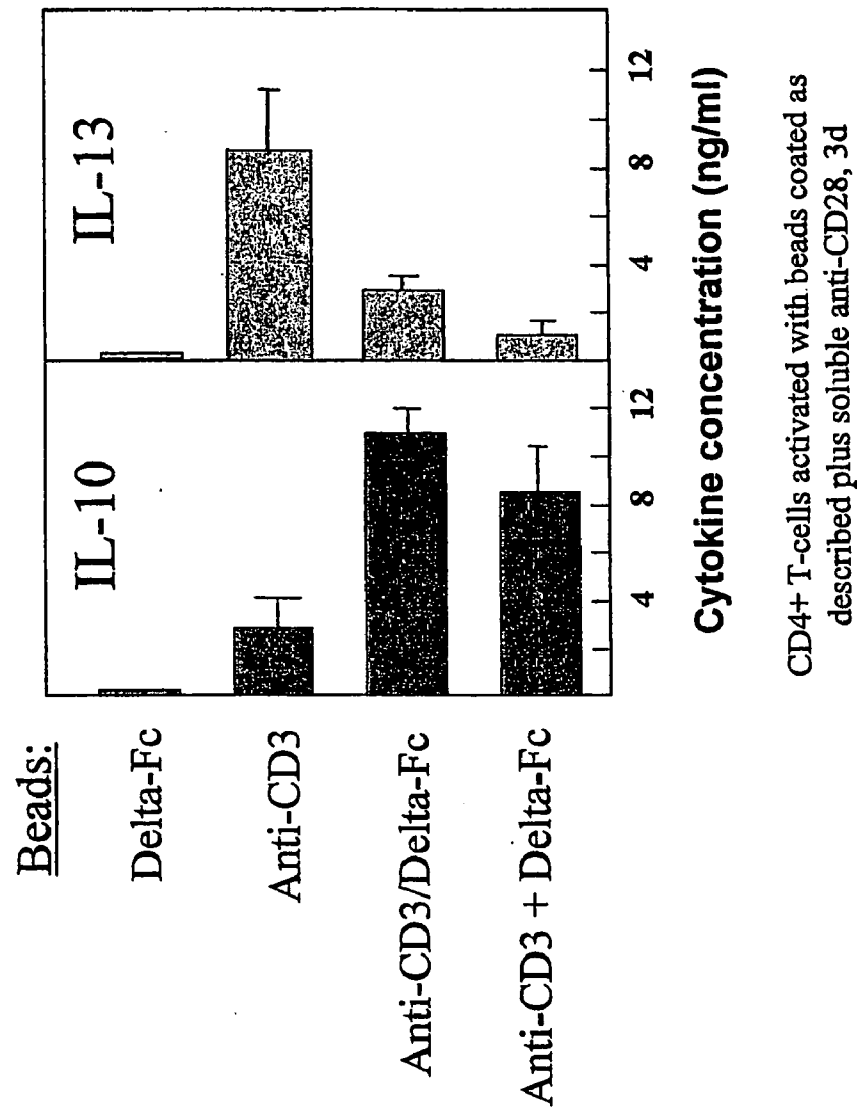 Beads:
Delta-Fc
Anti-CD3
Anti-CD3/Delta-Fc
Anti-CD3 + Delta-Fc
IL-10
4
8
12
IL-13
4
8
12
Cytokine concentration (ng/ml)
CD4+ T-cells activated with beads coated as
described plus soluble anti-CD28, 3d